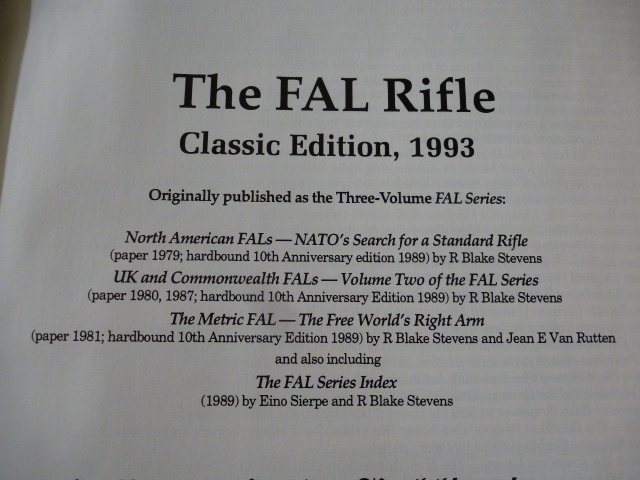 The FAL Rifle
Classic Edition, 1993
Originally published as the Three-Volume FAL Series:
North American FALs — NATO's Search for a Standard Rifle
(paper 1979; hardbound 10th Anniversary edition 1989) by R Blake Stevens
UK and Commonwealth FALs — Volume Two of the FAL Series
(paper 1980, 1987; hardbound 10th Anniversary Edition 1989) by R Blake Stevens
The Metric FAL — The Free World's Right Arm
(paper 1981; hardbound 10th Anniversary Edition 1989) by R Blake Stevens and Jean E Van Rutten
and also including
The FAL Series Index
(1989) by Eino Sierpe and R Blake Stevens